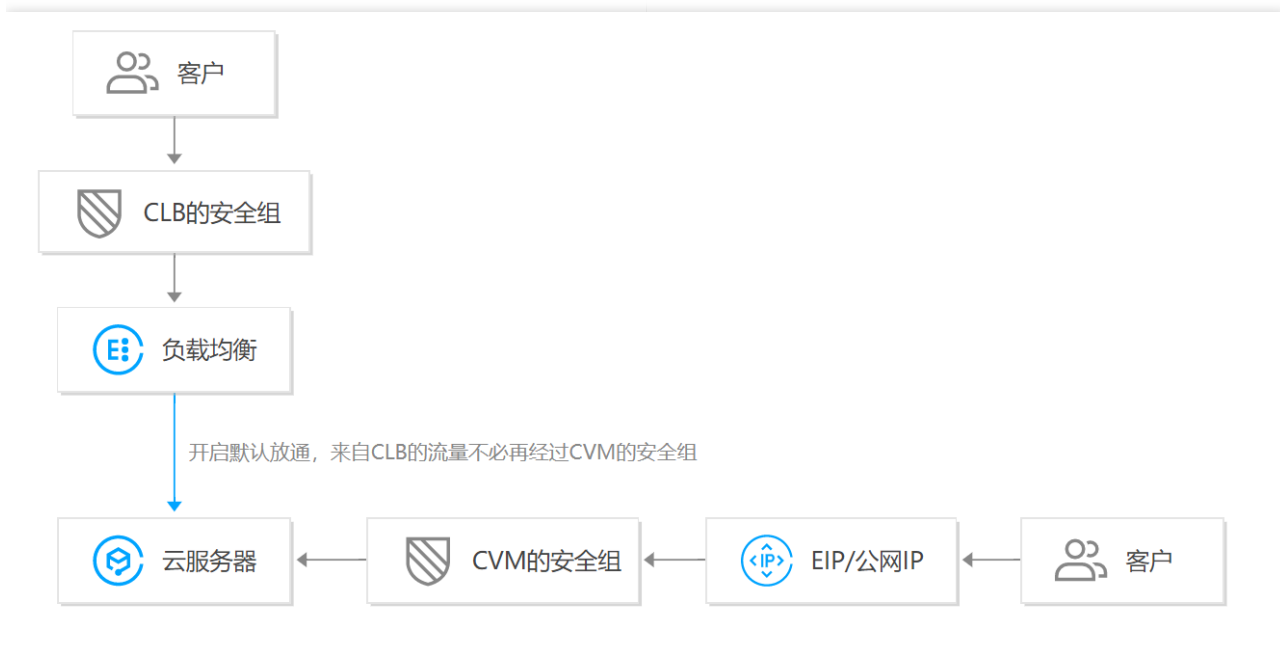 客户
CLB的安全组
负载均衡
开启默认放通，来自CLB的流量不必再经过CVM的安全组
云服务器
CVM的安全组
IP
EIP/公网IP
客户